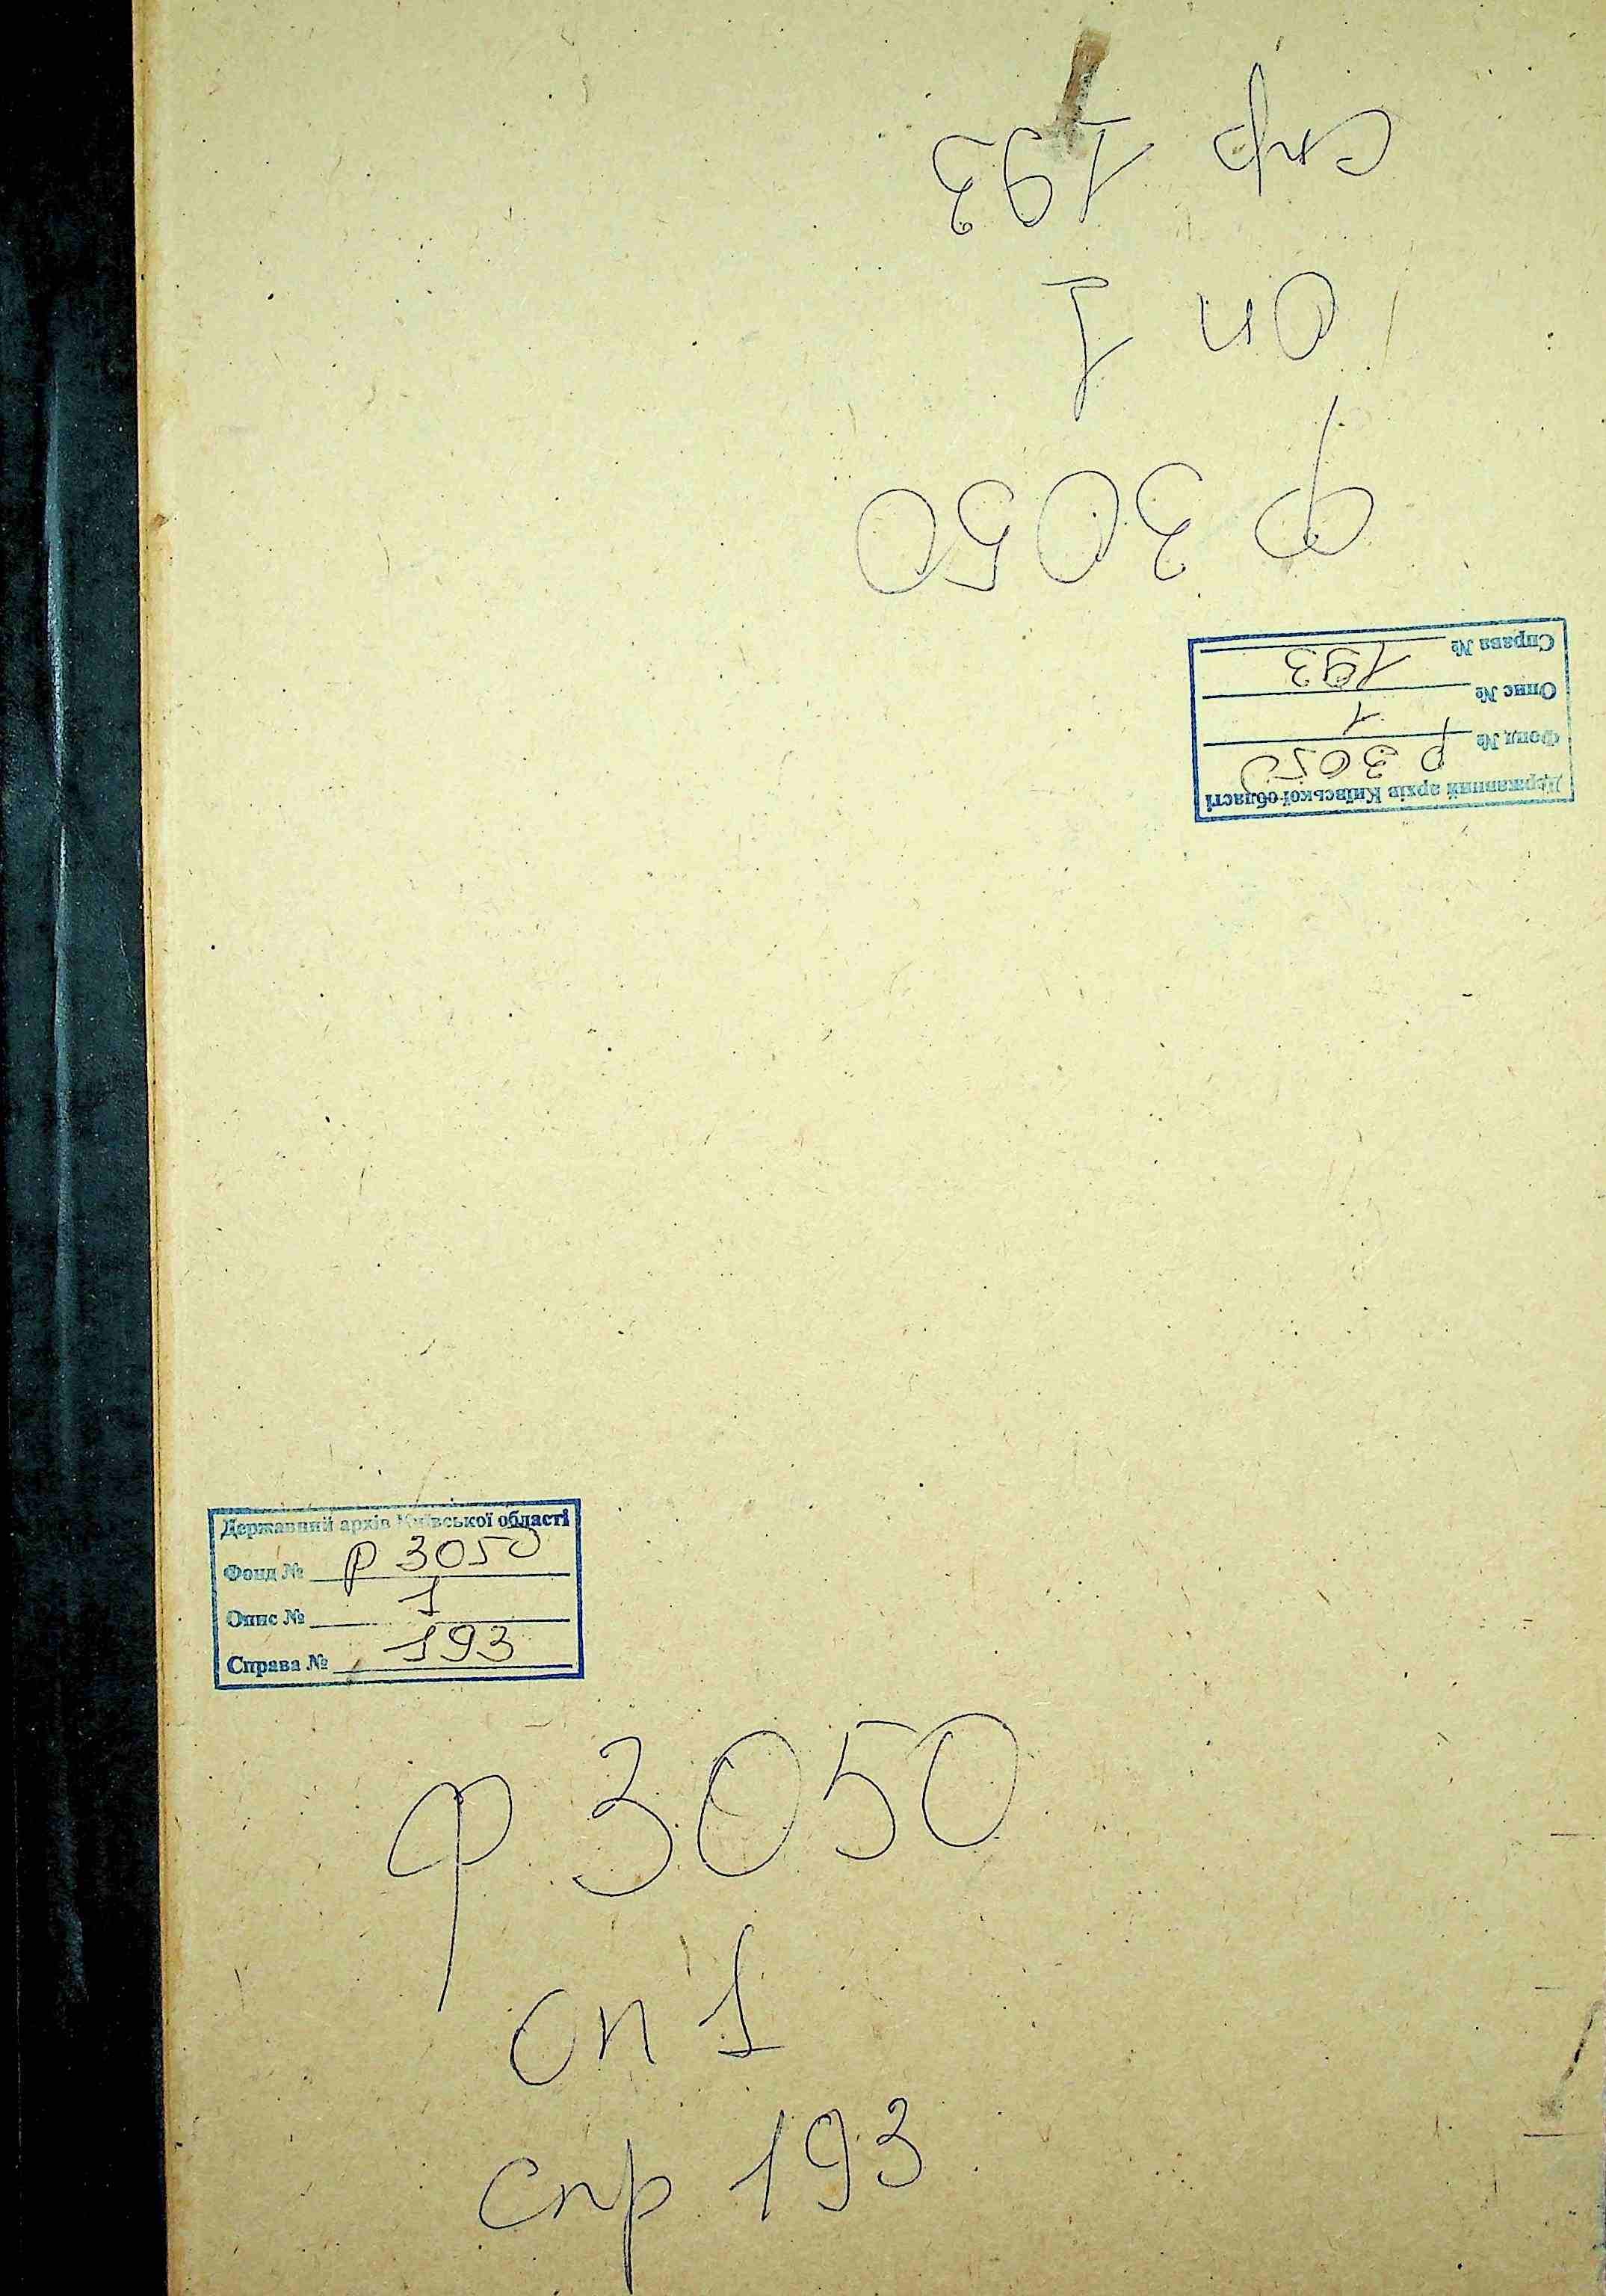 спр 193
Оп 1
Ф 3050
Державний архів Київської області
Фонд № Р 3050
Опис № 1
Справа № 193
Державний архів Київської області
Фонд № Р 3050
Опис № 1
Справа № 193
Ф 3050
Оп 1
Спр 193